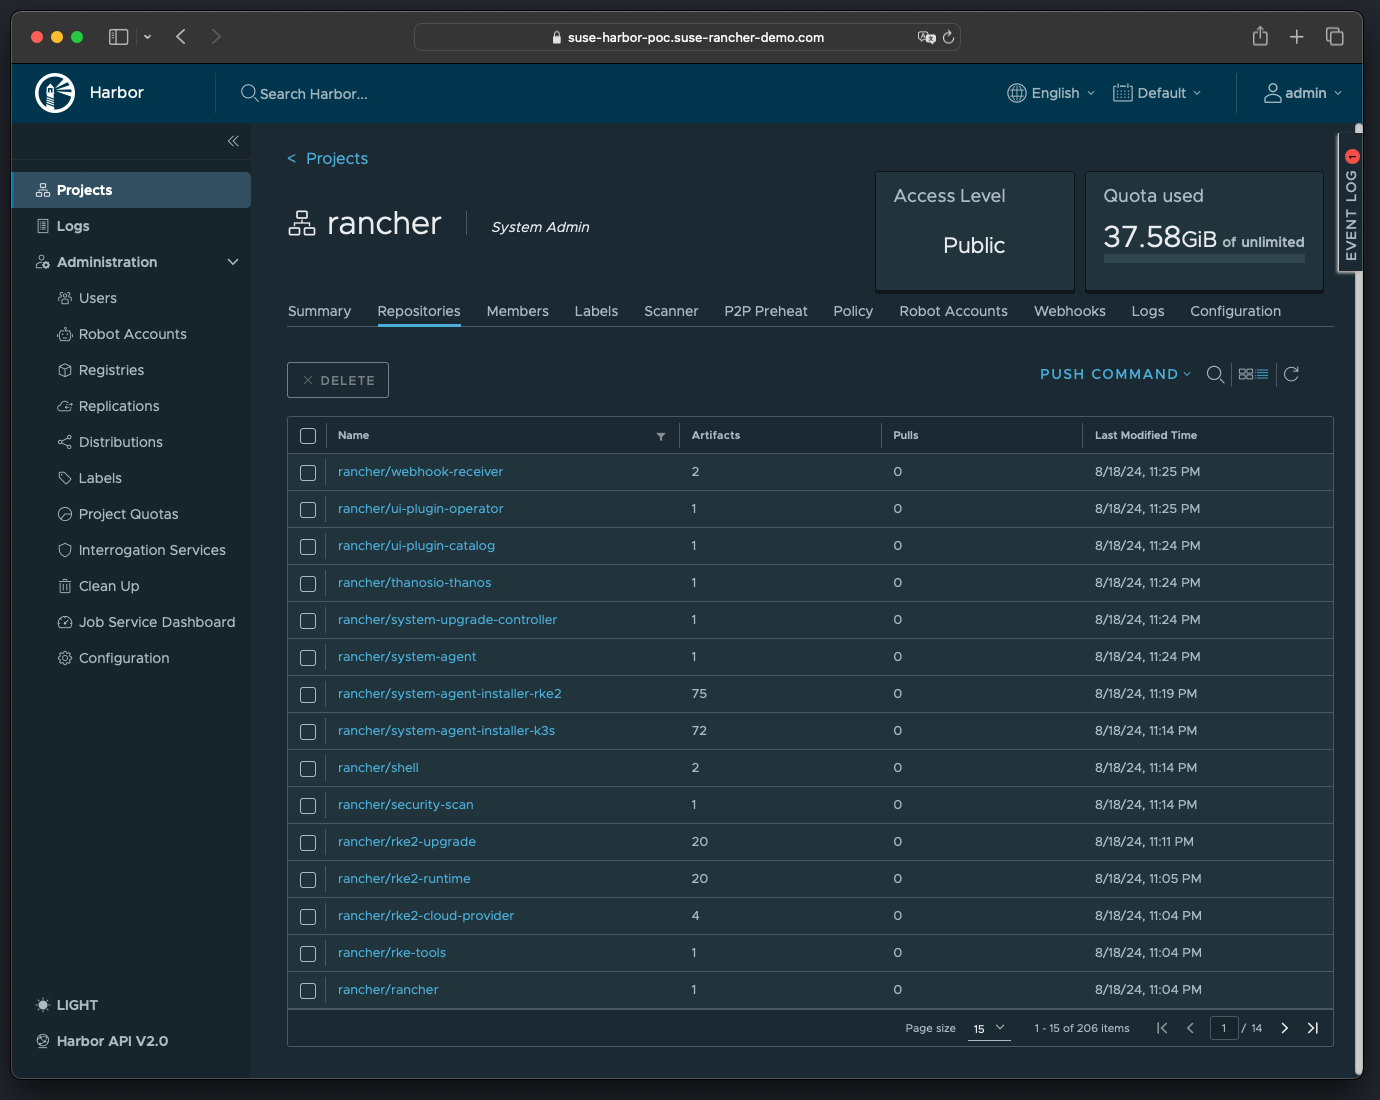 suse-harbor-poc.suse-rancher-demo.com
Harbor
Search Harbor...
English
Default
admin
Projects
Logs
Administration
Users
Robot Accounts
Registries
Replications
Distributions
Labels
Project Quotas
Interrogation Services
Clean Up
Job Service Dashboard
Configuration
LIGHT
Harbor API V2.0
< Projects
rancher
System Admin
Access Level
Public
Quota used
37.58GiB of unlimited
EVENT LOG 1
Summary Repositories Members Labels Scanner P2P Preheat Policy Robot Accounts Webhooks Logs Configuration
DELETE
PUSH COMMAND
Name Artifacts Pulls Last Modified Time
rancher/webhook-receiver 2 0 8/18/24, 11:25 PM
rancher/ui-plugin-operator 1 0 8/18/24, 11:25 PM
rancher/ui-plugin-catalog 1 0 8/18/24, 11:24 PM
rancher/thanosio-thanos 1 0 8/18/24, 11:24 PM
rancher/system-upgrade-controller 1 0 8/18/24, 11:24 PM
rancher/system-agent 1 0 8/18/24, 11:24 PM
rancher/system-agent-installer-rke2 75 0 8/18/24, 11:19 PM
rancher/system-agent-installer-k3s 72 0 8/18/24, 11:14 PM
rancher/shell 2 0 8/18/24, 11:14 PM
rancher/security-scan 1 0 8/18/24, 11:14 PM
rancher/rke2-upgrade 20 0 8/18/24, 11:11 PM
rancher/rke2-runtime 20 0 8/18/24, 11:05 PM
rancher/rke2-cloud-provider 4 0 8/18/24, 11:04 PM
rancher/rke-tools 1 0 8/18/24, 11:04 PM
rancher/rancher 1 0 8/18/24, 11:04 PM
Page size 15 1 - 15 of 206 items 1 / 14